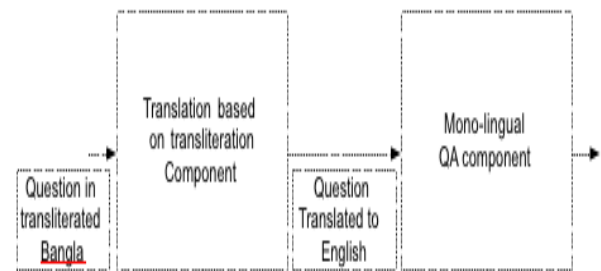 Question in
transliterated
Bangla
Translation based
on transliteration
Component
Question
Translated to
English
Mono-lingual
QA component